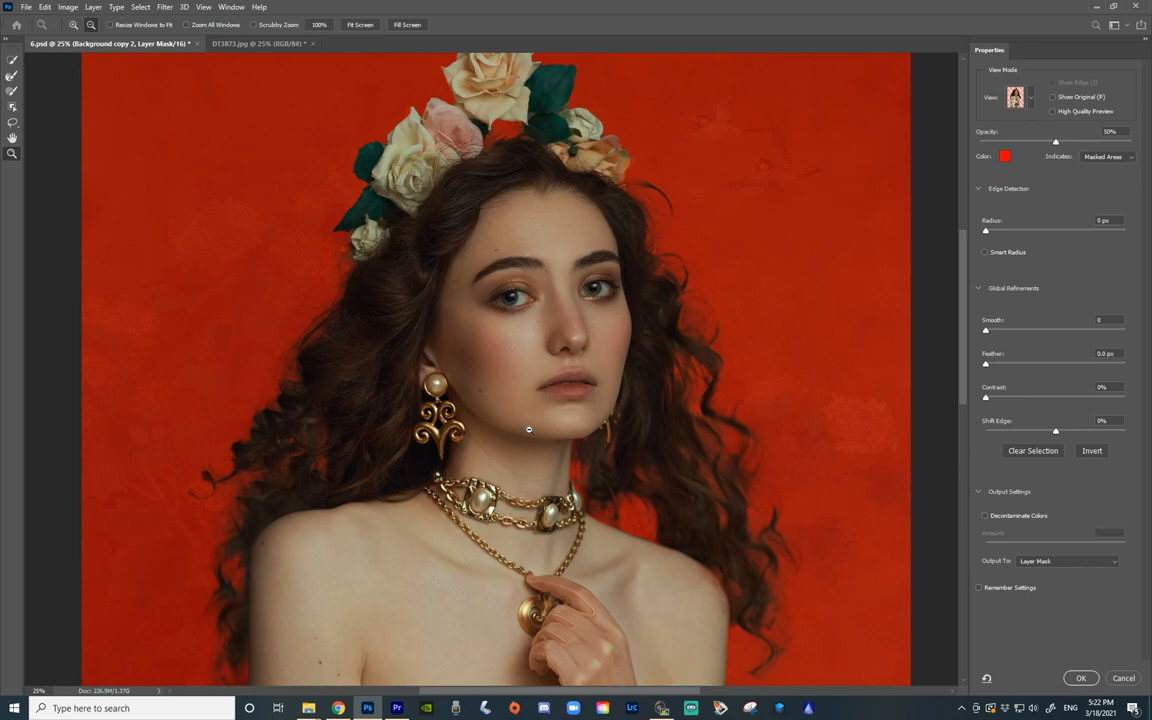 Ps File Edit Image Layer Type Select Filter 3D View Window Help
Resize Windows to Fit Zoom All Windows Scrubby Zoom 100% Fit Screen Fill Screen
6.psd @ 25% (Background copy 2, Layer Mask/16) * × DT3873.jpg @ 25% (RGB/8#) * ×
Properties
View Mode
Show Edge (J)
View:
Show Original (P)
High Quality Preview
Opacity: 50%
Color: Indicates: Masked Areas
Edge Detection
Radius: 0 px
Smart Radius
Global Refinements
Smooth: 0
Feather: 0.0 px
Contrast: 0%
Shift Edge: 0%
Clear Selection Invert
Output Settings
Decontaminate Colors
Amount:
Output To: Layer Mask
Remember Settings
OK Cancel
25% Doc: 226.9M/1.37G
Type here to search
Ps Pr Lrc
ENG
5:22 PM
3/18/2021